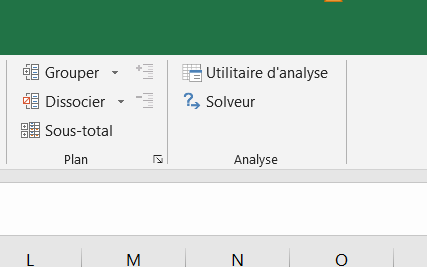 Grouper
Dissocier
Sous-total
Plan
Utilitaire d'analyse
Solveur
Analyse
L M N O